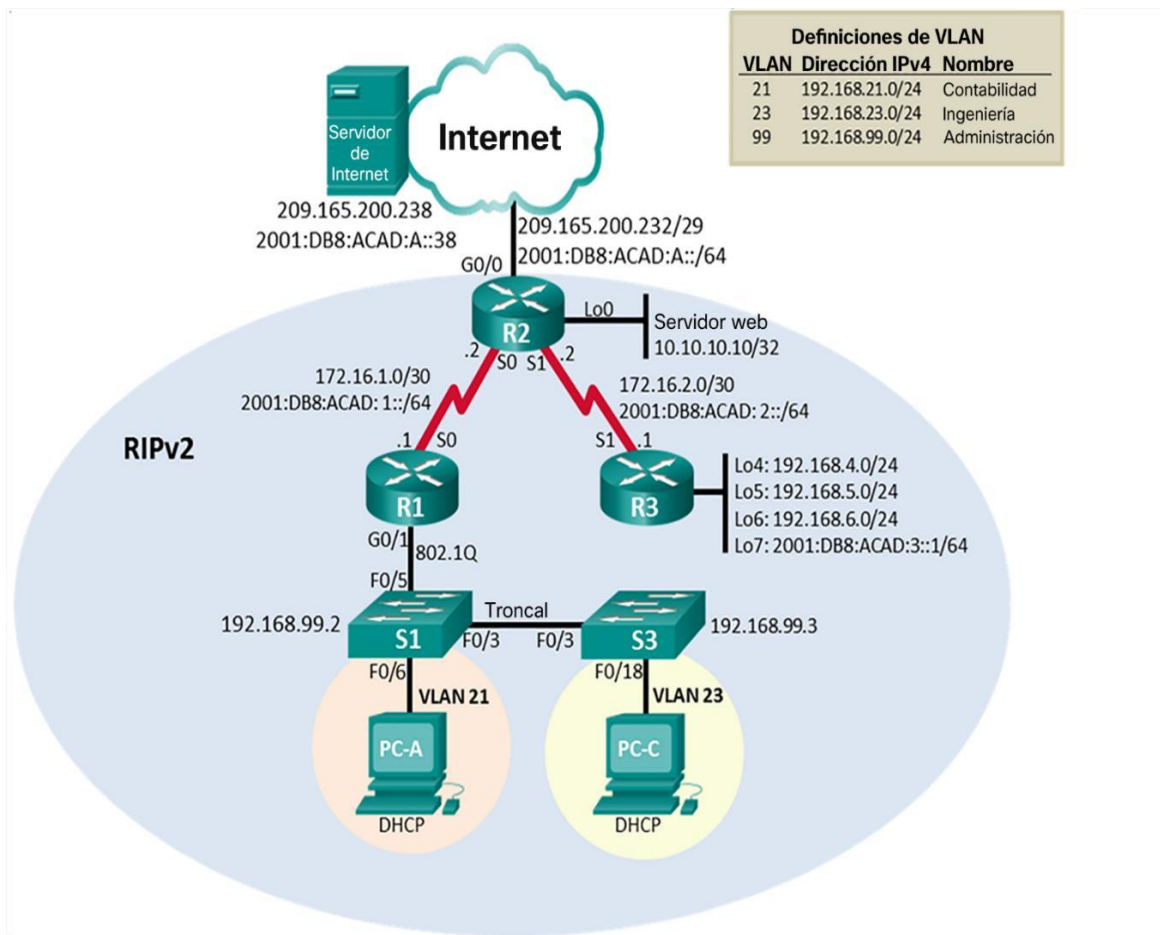 Definiciones de VLAN
VLAN Dirección IPv4 Nombre
21 192.168.21.0/24 Contabilidad
23 192.168.23.0/24 Ingeniería
99 192.168.99.0/24 Administración
Servidor
de
Internet
Internet
209.165.200.238
2001:DB8:ACAD:A::38
209.165.200.232/29
2001:DB8:ACAD:A::/64
G0/0
R2
Lo0
Servidor web
10.10.10.10/32
.2
S0
S1
.2
172.16.1.0/30
2001:DB8:ACAD: 1::/64
172.16.2.0/30
2001:DB8:ACAD: 2::/64
RIPv2
.1
S0
S1
.1
R1
R3
Lo4: 192.168.4.0/24
Lo5: 192.168.5.0/24
Lo6: 192.168.6.0/24
Lo7: 2001:DB8:ACAD:3::1/64
G0/1
802.1Q
F0/5
192.168.99.2
S1
Troncal
F0/3
F0/3
S3
192.168.99.3
F0/6
VLAN 21
F0/18
VLAN 23
PC-A
PC-C
DHCP
DHCP